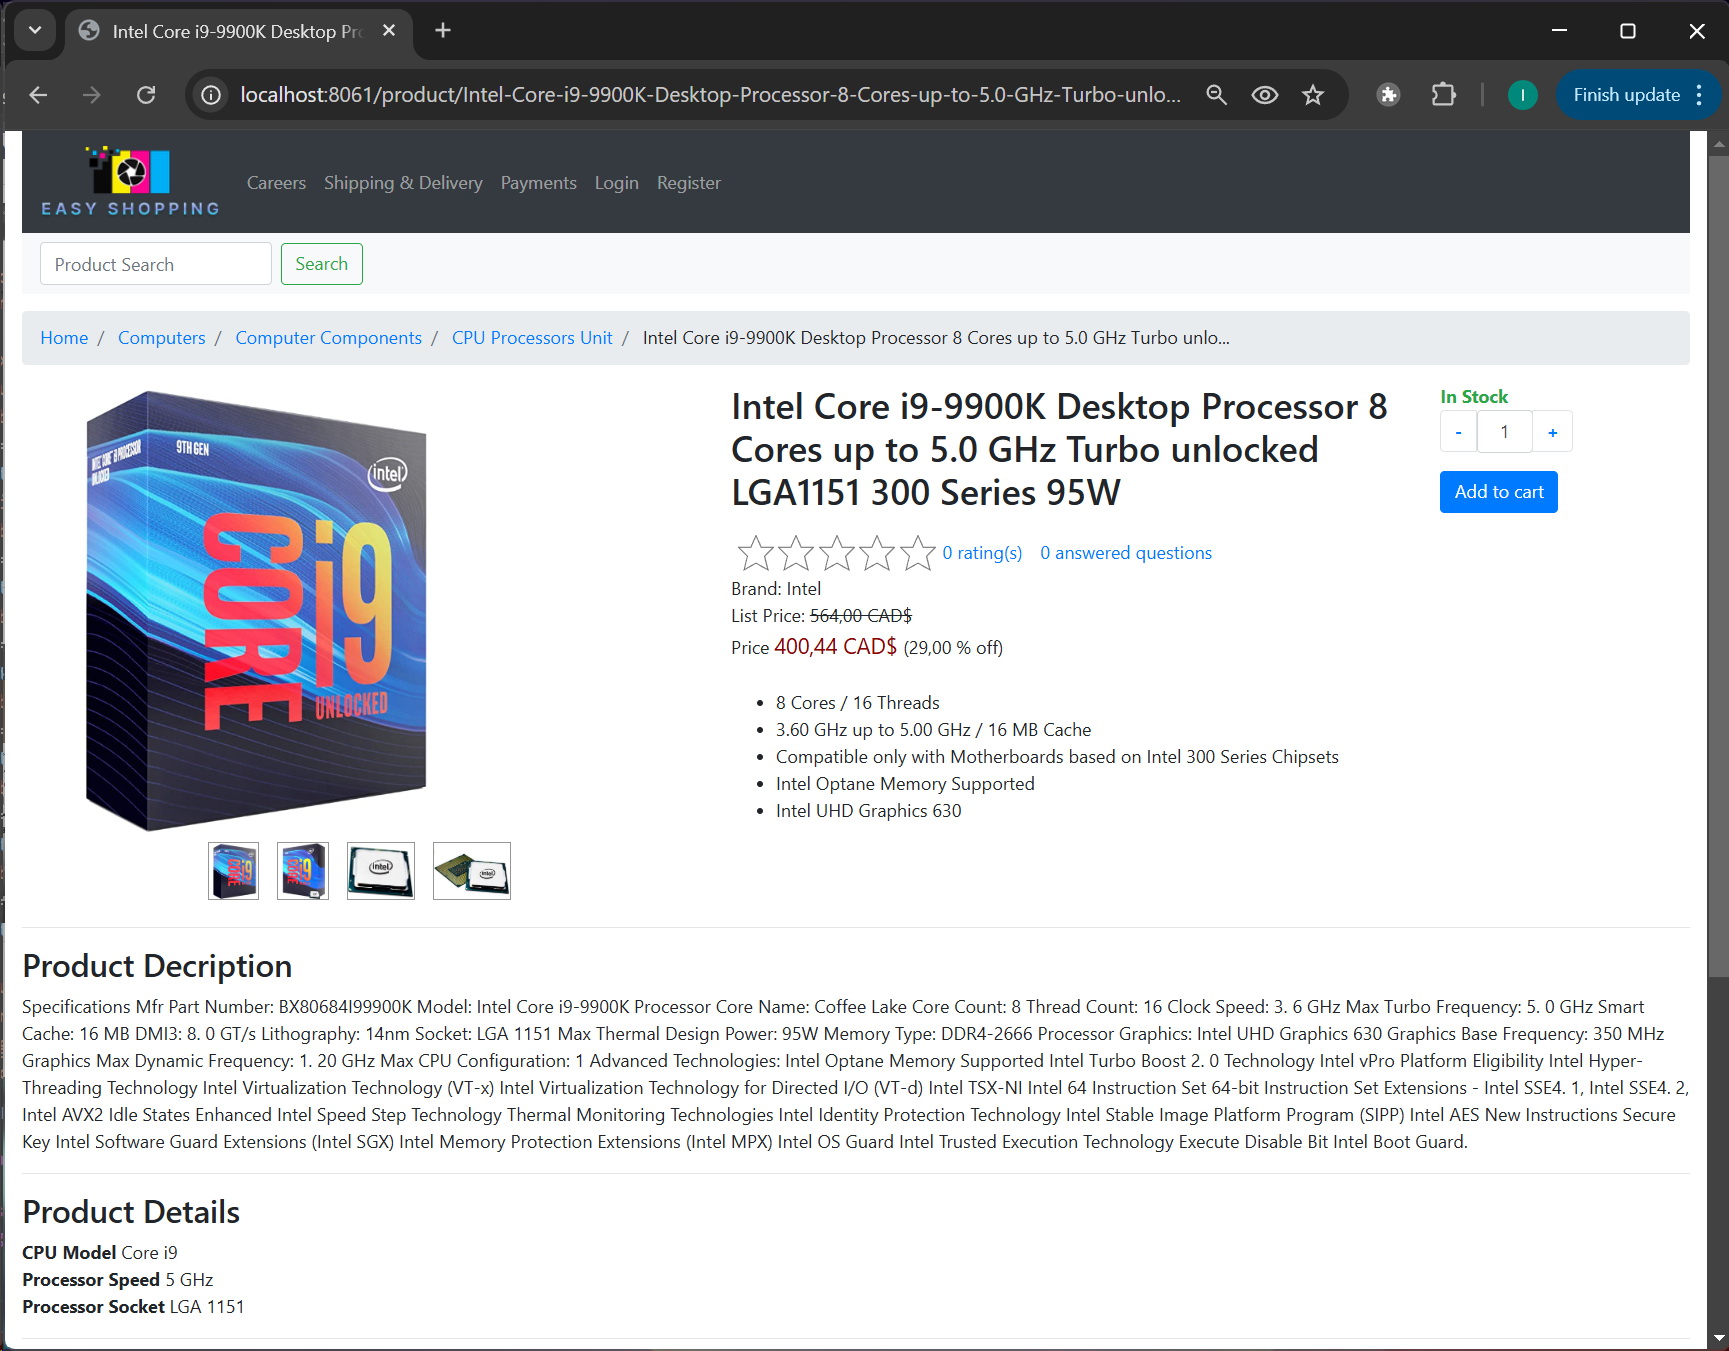 Intel Core i9-9900K Desktop Pro
localhost:8061/product/Intel-Core-i9-9900K-Desktop-Processor-8-Cores-up-to-5.0-GHz-Turbo-unlo...
I
Finish update
EASY SHOPPING
Careers Shipping & Delivery Payments Login Register
Product Search Search
Home / Computers / Computer Components / CPU Processors Unit / Intel Core i9-9900K Desktop Processor 8 Cores up to 5.0 GHz Turbo unlo...
INTEL® CORE™ i9 PROCESSOR
UNLOCKED
9TH GEN
intel
CORE
i9
UNLOCKED
Intel Core i9-9900K Desktop Processor 8
Cores up to 5.0 GHz Turbo unlocked
LGA1151 300 Series 95W
0 rating(s) 0 answered questions
Brand: Intel
List Price: 564,00 CAD$
Price 400,44 CAD$ (29,00 % off)
• 8 Cores / 16 Threads
• 3.60 GHz up to 5.00 GHz / 16 MB Cache
• Compatible only with Motherboards based on Intel 300 Series Chipsets
• Intel Optane Memory Supported
• Intel UHD Graphics 630
In Stock
- 1 +
Add to cart
Product Decription
Specifications Mfr Part Number: BX80684I99900K Model: Intel Core i9-9900K Processor Core Name: Coffee Lake Core Count: 8 Thread Count: 16 Clock Speed: 3. 6 GHz Max Turbo Frequency: 5. 0 GHz Smart
Cache: 16 MB DMI3: 8. 0 GT/s Lithography: 14nm Socket: LGA 1151 Max Thermal Design Power: 95W Memory Type: DDR4-2666 Processor Graphics: Intel UHD Graphics 630 Graphics Base Frequency: 350 MHz
Graphics Max Dynamic Frequency: 1. 20 GHz Max CPU Configuration: 1 Advanced Technologies: Intel Optane Memory Supported Intel Turbo Boost 2. 0 Technology Intel vPro Platform Eligibility Intel Hyper-
Threading Technology Intel Virtualization Technology (VT-x) Intel Virtualization Technology for Directed I/O (VT-d) Intel TSX-NI Intel 64 Instruction Set 64-bit Instruction Set Extensions - Intel SSE4. 1, Intel SSE4. 2,
Intel AVX2 Idle States Enhanced Intel Speed Step Technology Thermal Monitoring Technologies Intel Identity Protection Technology Intel Stable Image Platform Program (SIPP) Intel AES New Instructions Secure
Key Intel Software Guard Extensions (Intel SGX) Intel Memory Protection Extensions (Intel MPX) Intel OS Guard Intel Trusted Execution Technology Execute Disable Bit Intel Boot Guard.
Product Details
CPU Model Core i9
Processor Speed 5 GHz
Processor Socket LGA 1151